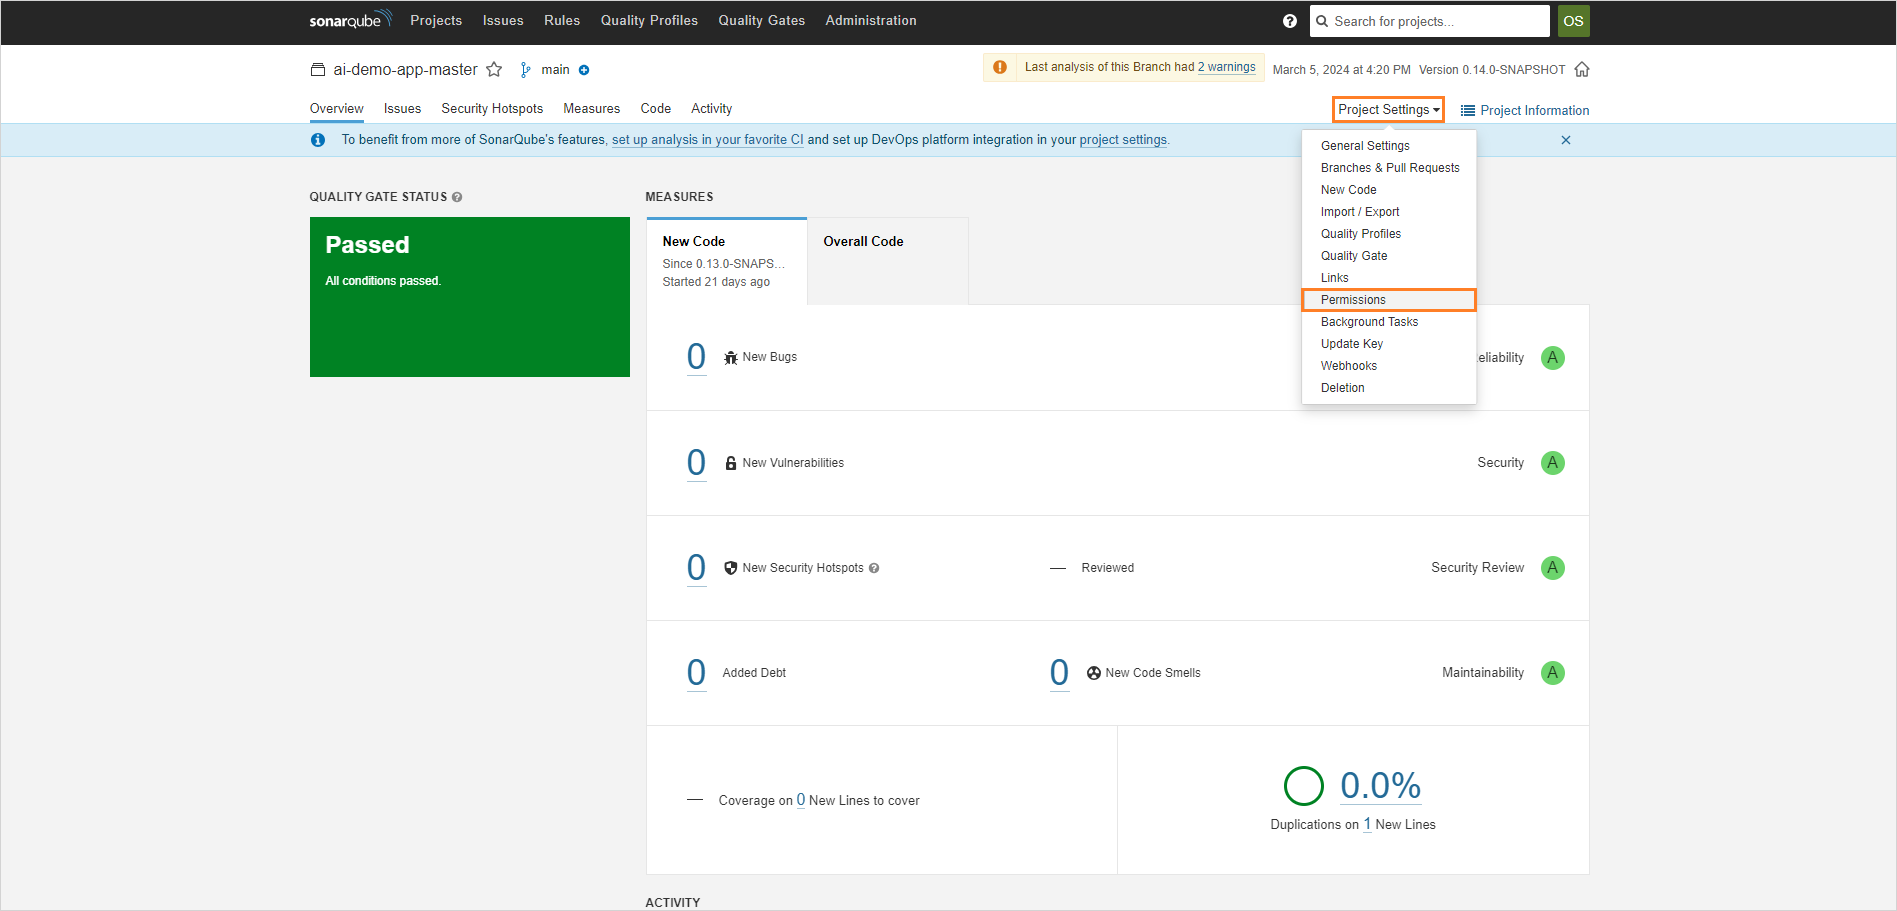 sonarqube Projects Issues Rules Quality Profiles Quality Gates Administration ? Search for projects... OS
ai-demo-app-master main Last analysis of this Branch had 2 warnings March 5, 2024 at 4:20 PM Version 0.14.0-SNAPSHOT
Overview Issues Security Hotspots Measures Code Activity Project Settings Project Information
To benefit from more of SonarQube's features, set up analysis in your favorite CI and set up DevOps platform integration in your project settings.
General Settings
Branches & Pull Requests
New Code
Import / Export
Quality Profiles
Quality Gate
Links
Permissions
Background Tasks
Update Key
Webhooks
Deletion
QUALITY GATE STATUS ?
Passed
All conditions passed.
MEASURES
New Code
Since 0.13.0-SNAPS...
Started 21 days ago
Overall Code
0 New Bugs eliability A
0 New Vulnerabilities Security A
0 New Security Hotspots ? — Reviewed Security Review A
0 Added Debt 0 New Code Smells Maintainability A
— Coverage on 0 New Lines to cover
0.0%
Duplications on 1 New Lines
ACTIVITY